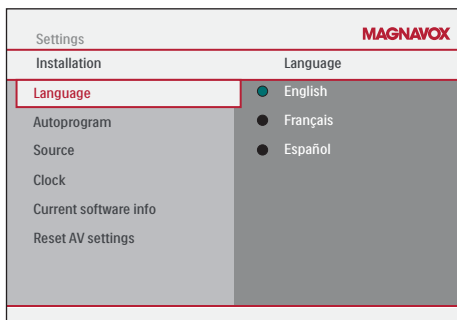 Settings
MAGNAVOX
Installation
Language
Language
Autoprogram
Source
Clock
Current software info
Reset AV settings
English
Français
Español